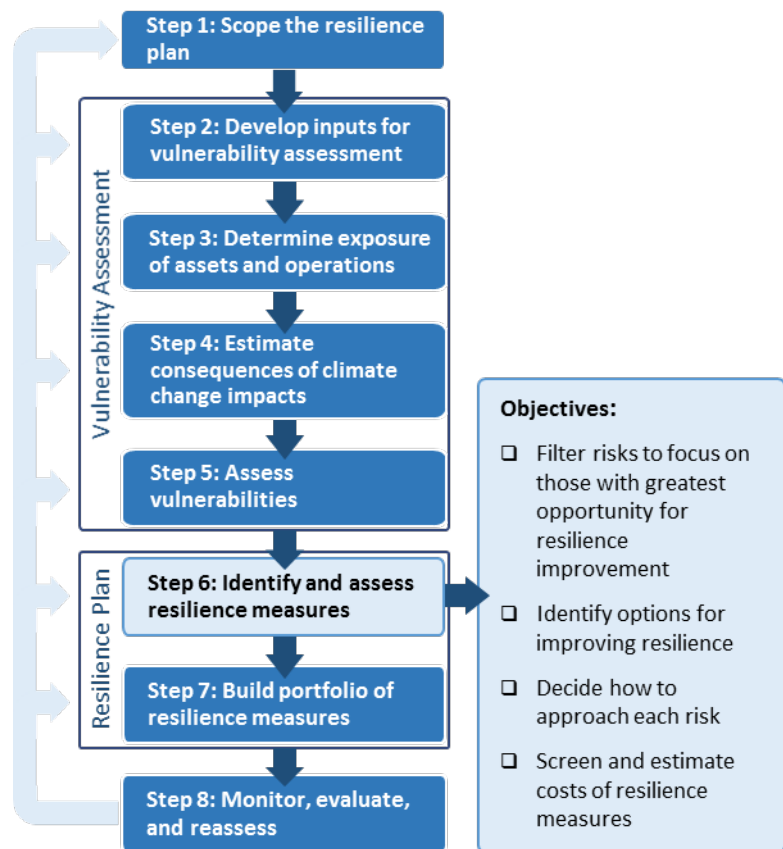 Step 1: Scope the resilience
plan
Vulnerability Assessment
Step 2: Develop inputs for
vulnerability assessment
Step 3: Determine exposure
of assets and operations
Step 4: Estimate
consequences of climate
change impacts
Step 5: Assess
vulnerabilities
Resilience Plan
Step 6: Identify and assess
resilience measures
Step 7: Build portfolio of
resilience measures
Step 8: Monitor, evaluate,
and reassess
Objectives:
❑ Filter risks to focus on
those with greatest
opportunity for
resilience
improvement
❑ Identify options for
improving resilience
❑ Decide how to
approach each risk
❑ Screen and estimate
costs of resilience
measures